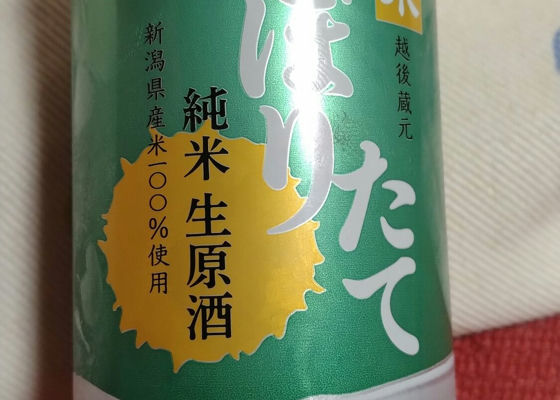 米
越後蔵元
ぼり
たて
純米 生原酒
新潟県産米一〇〇％使用